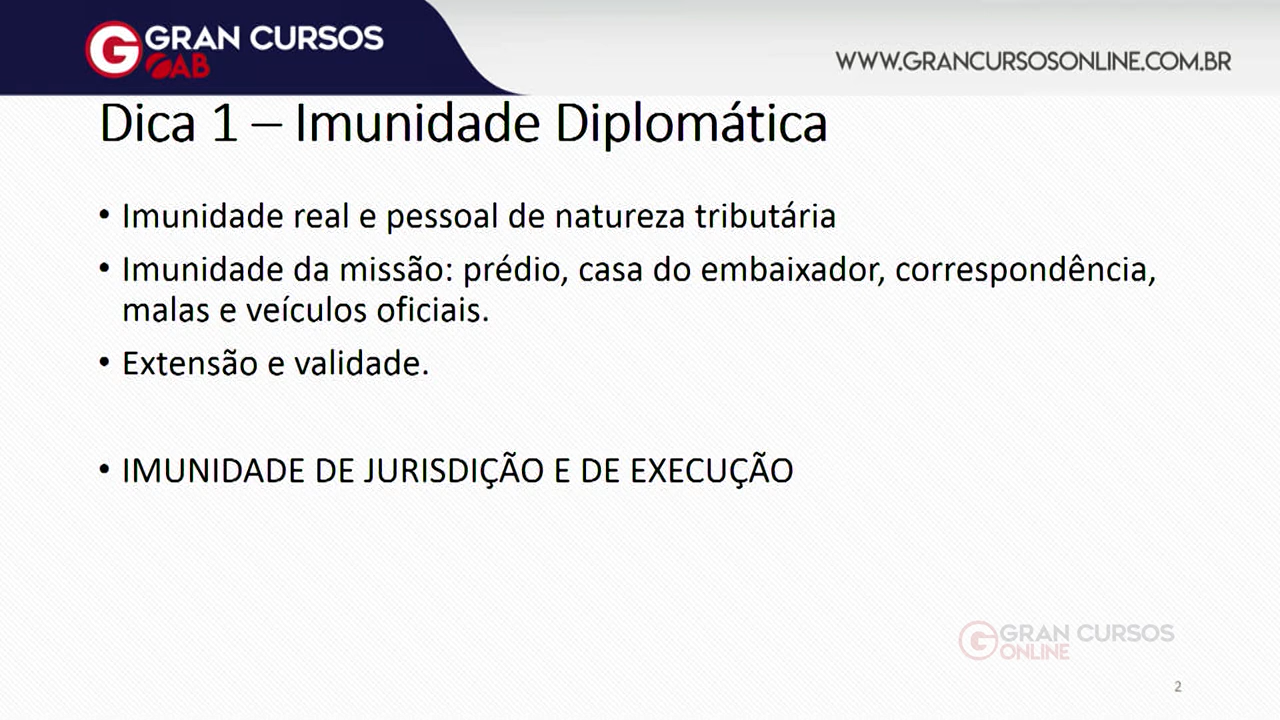 GRAN CURSOS
OAB
WWW.GRANCURSOSONLINE.COM.BR
Dica 1 – Imunidade Diplomática
• Imunidade real e pessoal de natureza tributária
• Imunidade da missão: prédio, casa do embaixador, correspondência,
malas e veículos oficiais.
• Extensão e validade.
• IMUNIDADE DE JURISDIÇÃO E DE EXECUÇÃO
GRAN CURSOS
ONLINE
2